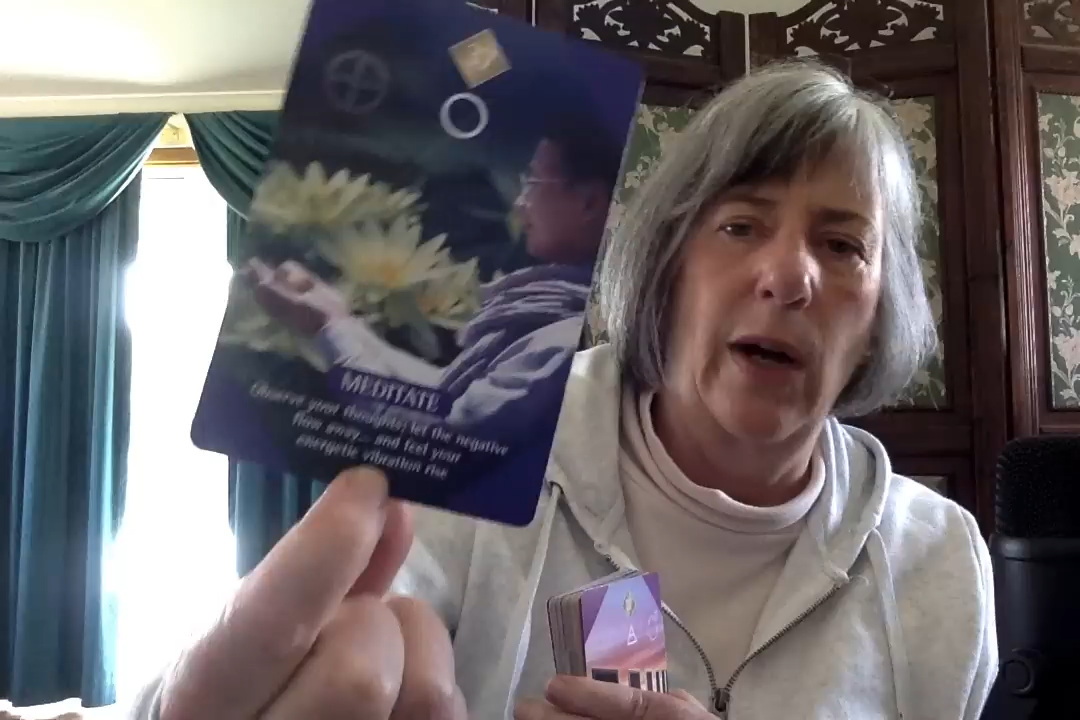 MEDITATE
Observe your thoughts; let the negative
flow away... and feel your
energetic vibration rise